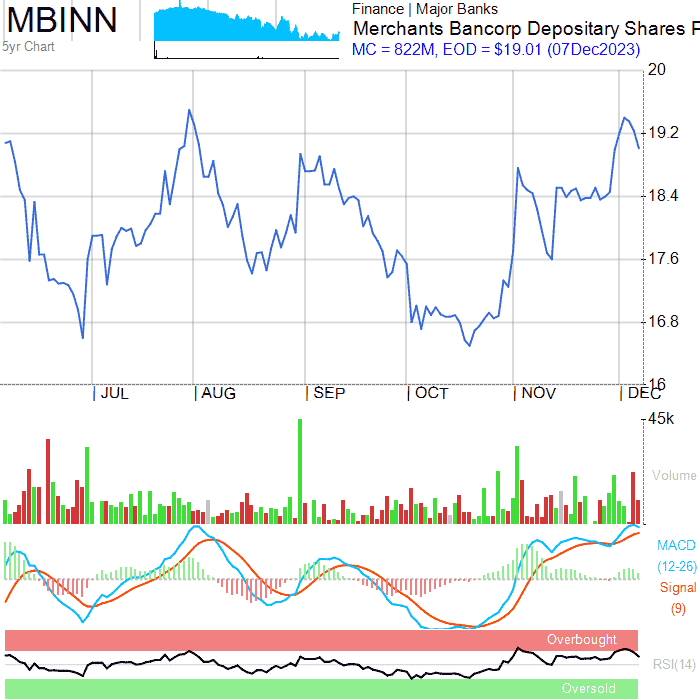 MBINN
5yr Chart
Finance | Major Banks
Merchants Bancorp Depositary Shares P
MC = 822M, EOD = $19.01 (07Dec2023)
20
19.2
18.4
17.6
16.8
16
JUL AUG SEP OCT NOV DEC
45k
Volume
MACD
(12-26)
Signal
(9)
Overbought
RSI(14)
Oversold